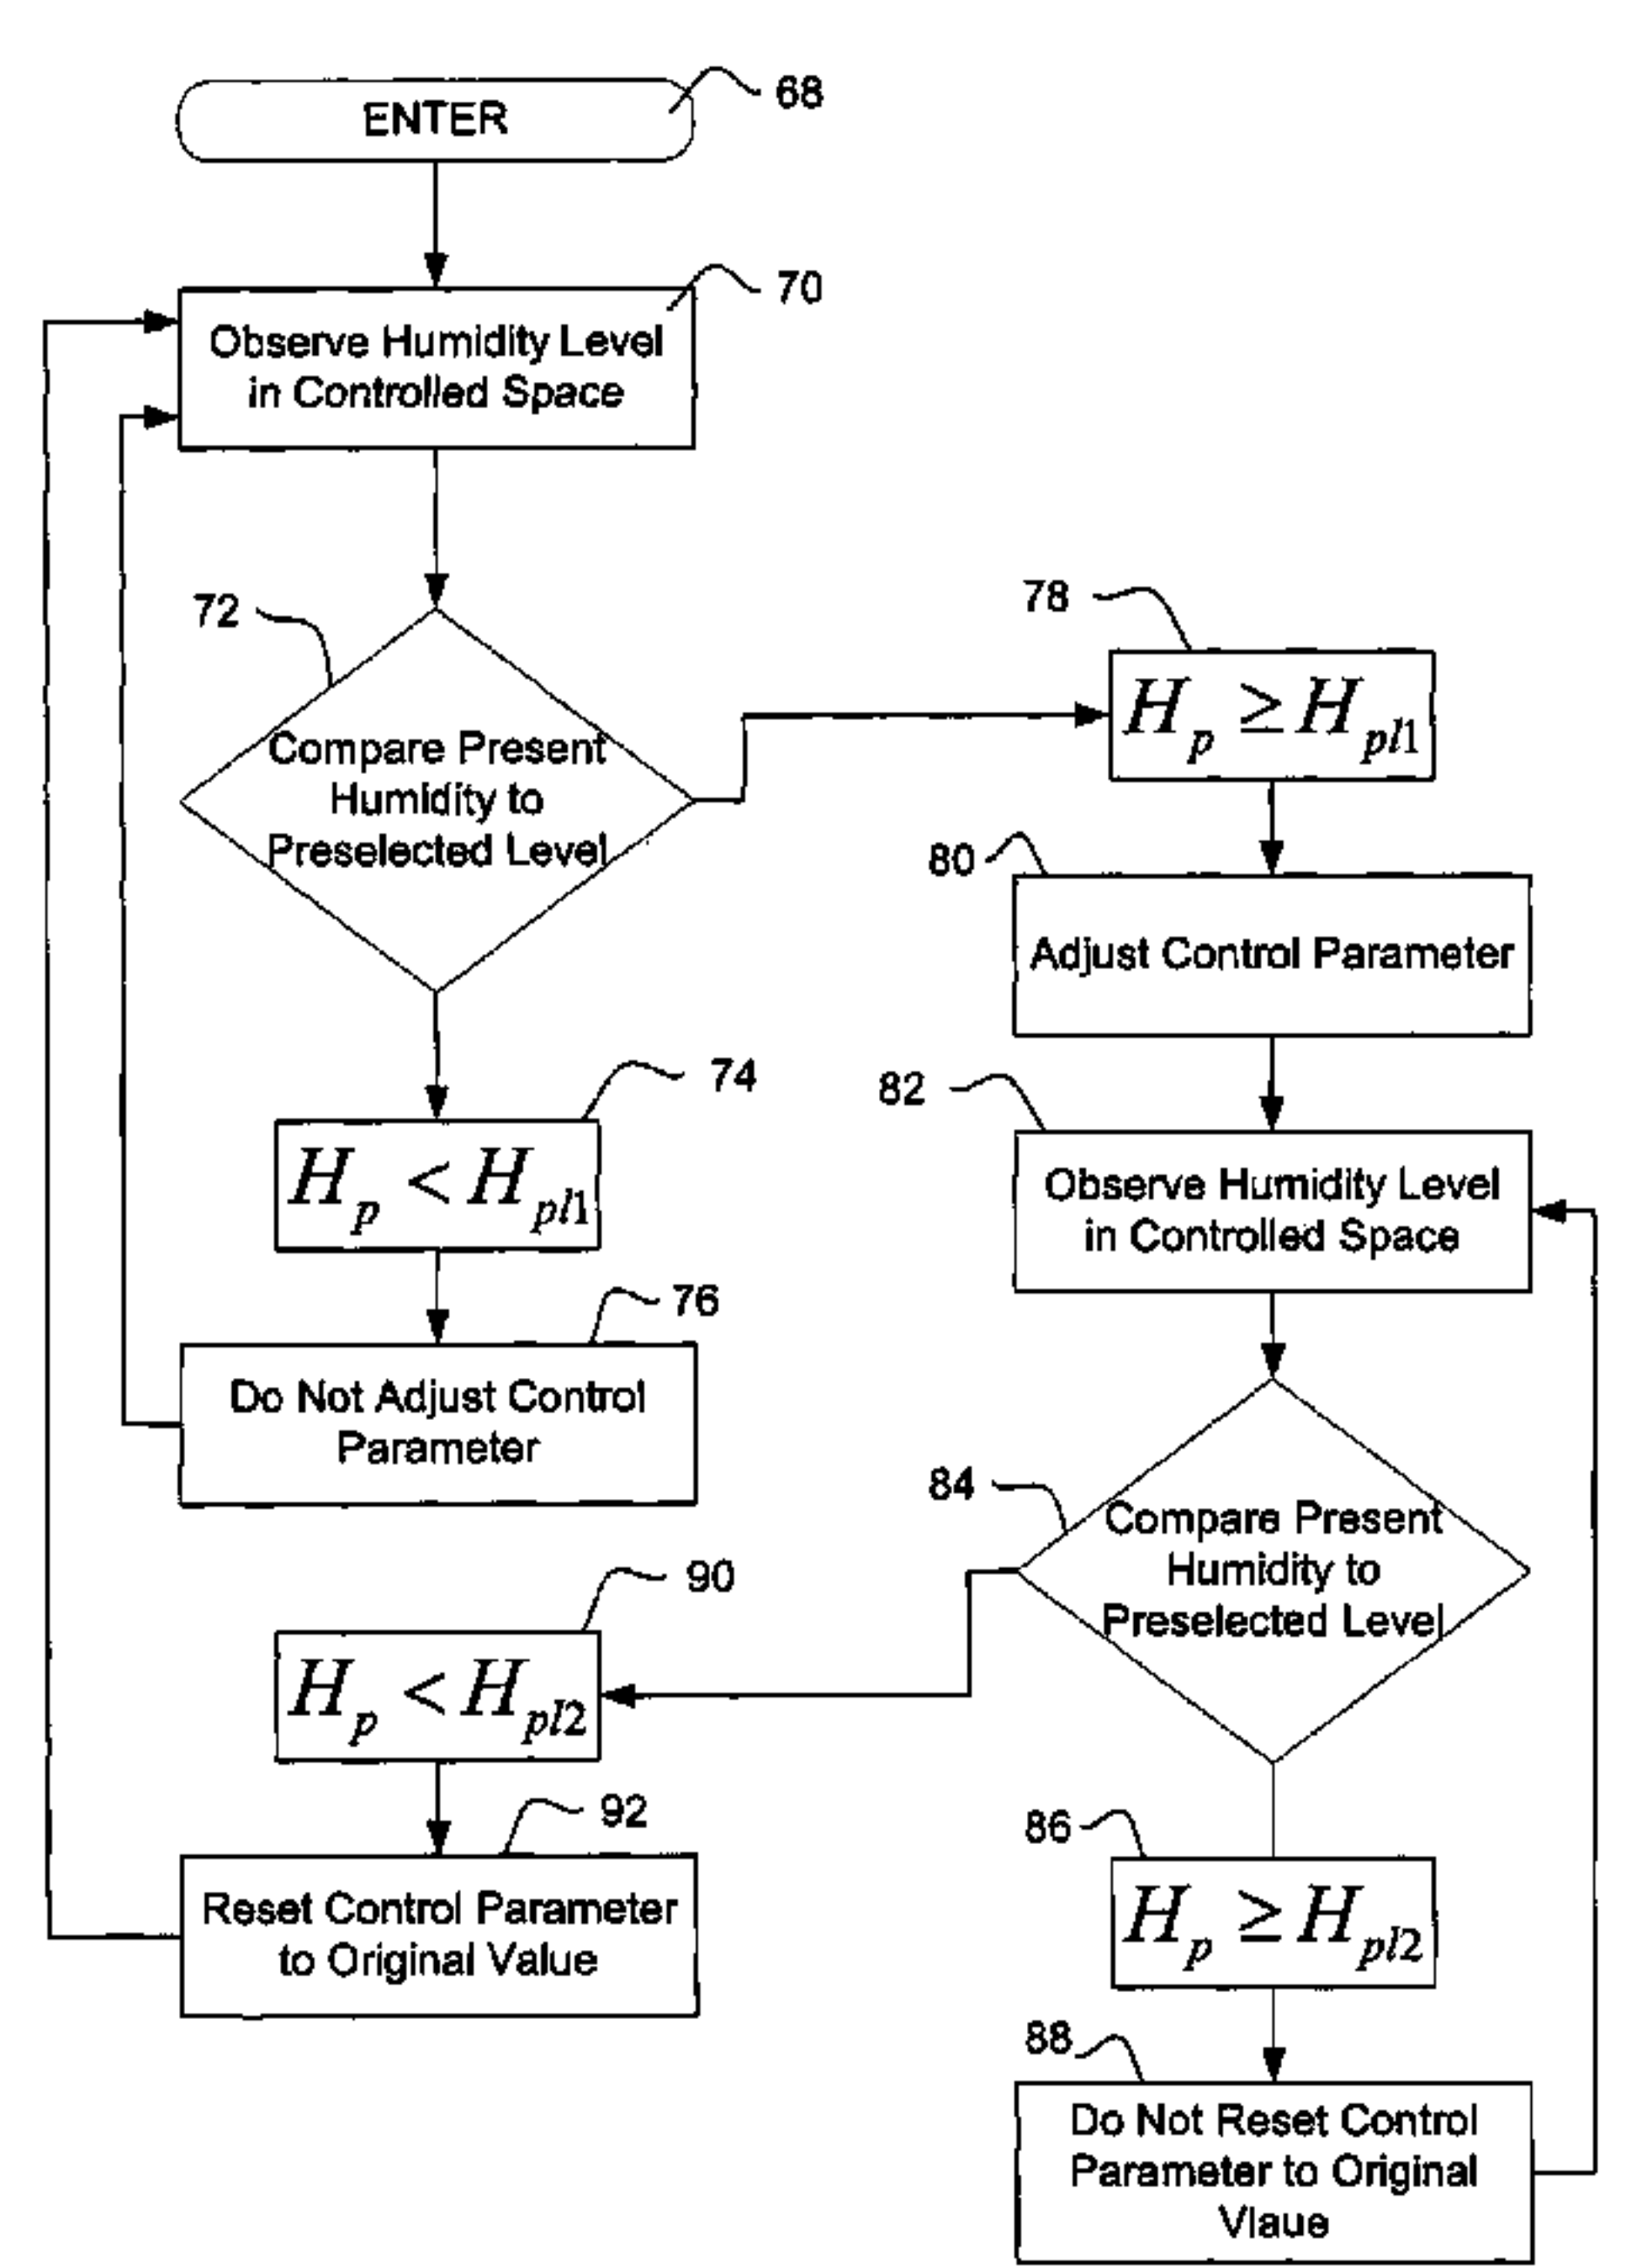 ENTER
68
Observe Humidity Level
in Controlled Space
70
72
Compare Present
Humidity to
Preselected Level
74
H_p < H_pl1
76
Do Not Adjust Control
Parameter
78
H_p ≥ H_pl1
80
Adjust Control Parameter
82
Observe Humidity Level
in Controlled Space
84
Compare Present
Humidity to
Preselected Level
86
H_p ≥ H_pl2
88
Do Not Reset Control
Parameter to Original
Vlaue
90
H_p < H_pl2
92
Reset Control Parameter
to Original Value